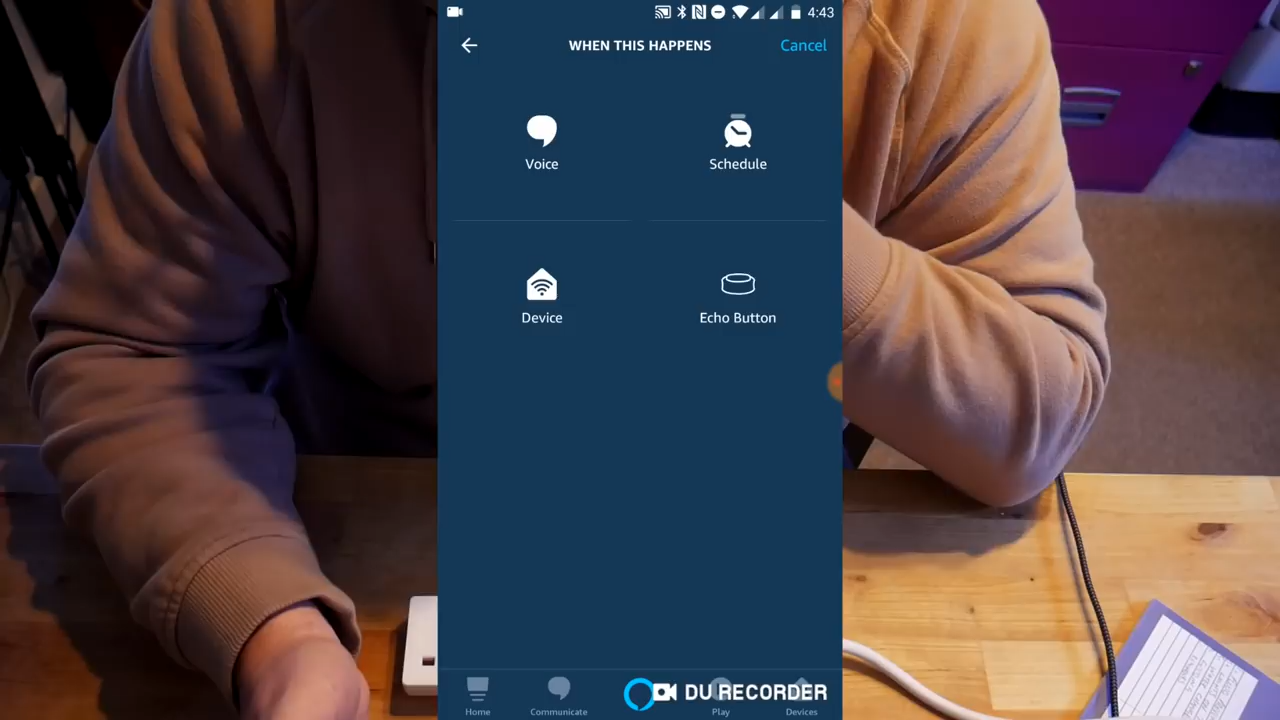 4:43
WHEN THIS HAPPENS
Cancel
Voice
Schedule
Device
Echo Button
Home
Communicate
Play
Devices
DU RECORDER